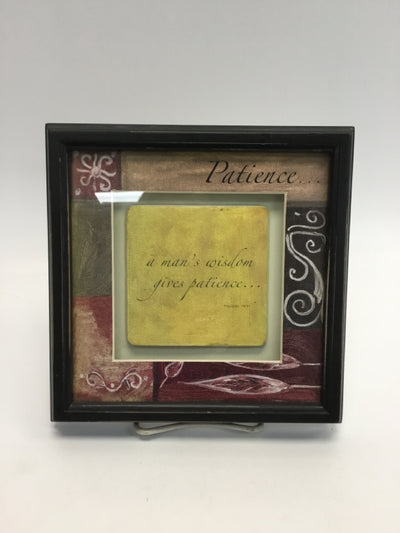 Patience...
a man's wisdom
gives patience...